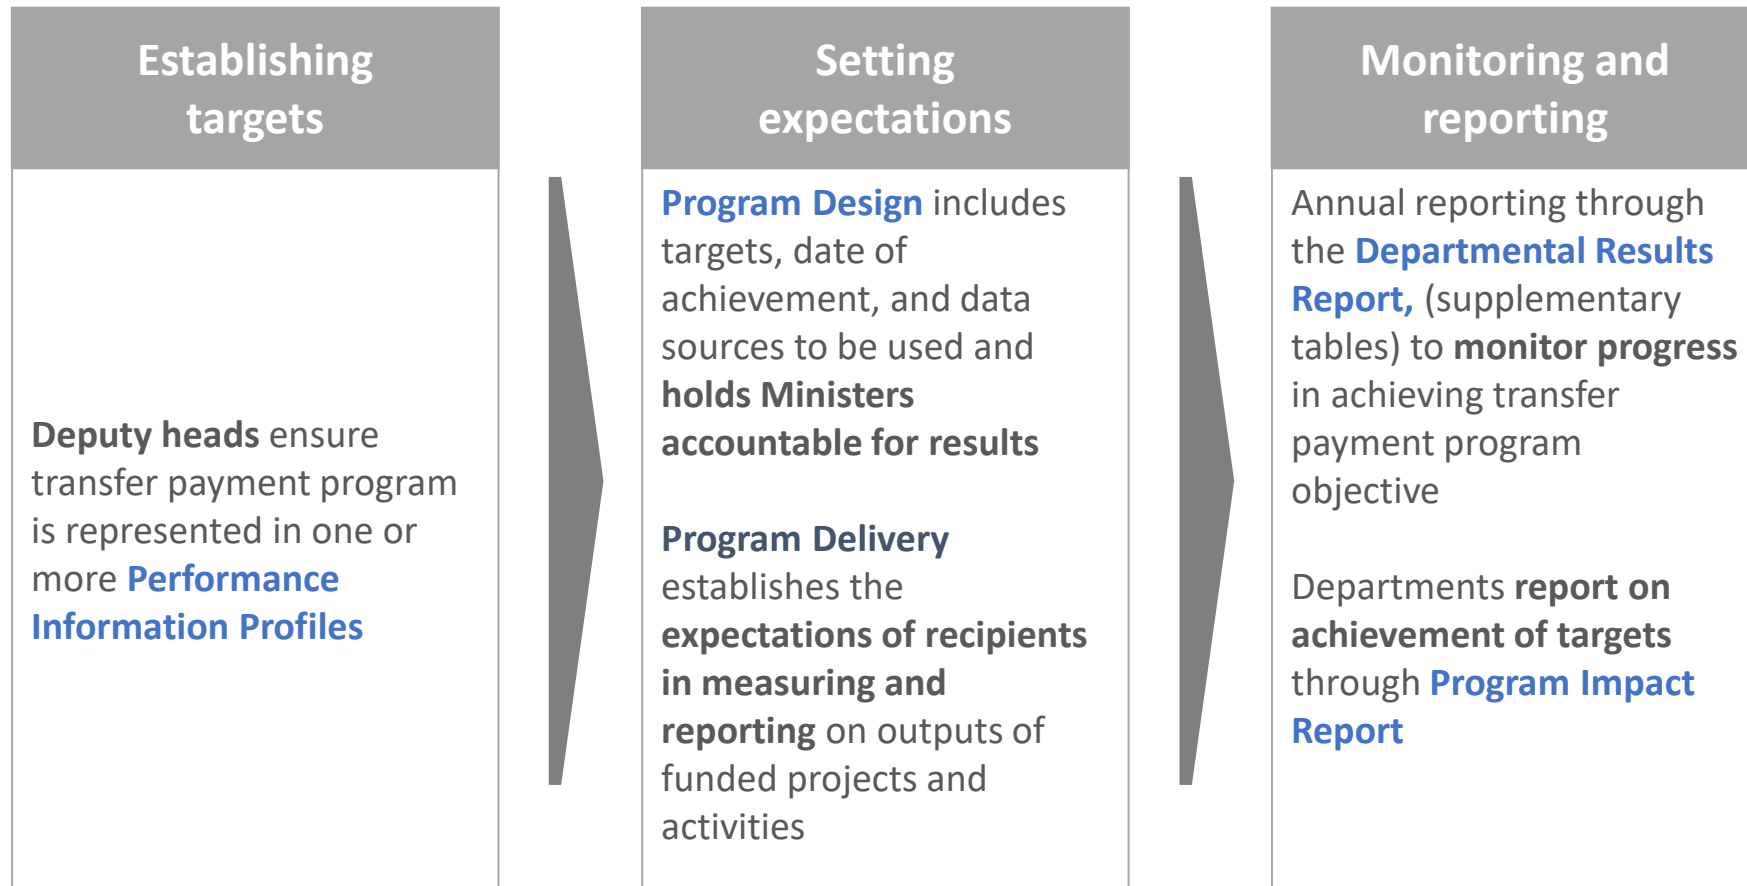 Establishing
targets
Deputy heads ensure
transfer payment program
is represented in one or
more Performance
Information Profiles
Setting
expectations
Program Design includes
targets, date of
achievement, and data
sources to be used and
holds Ministers
accountable for results
Program Delivery
establishes the
expectations of recipients
in measuring and
reporting on outputs of
funded projects and
activities
Monitoring and
reporting
Annual reporting through
the Departmental Results
Report, (supplementary
tables) to monitor progress
in achieving transfer
payment program
objective
Departments report on
achievement of targets
through Program Impact
Report